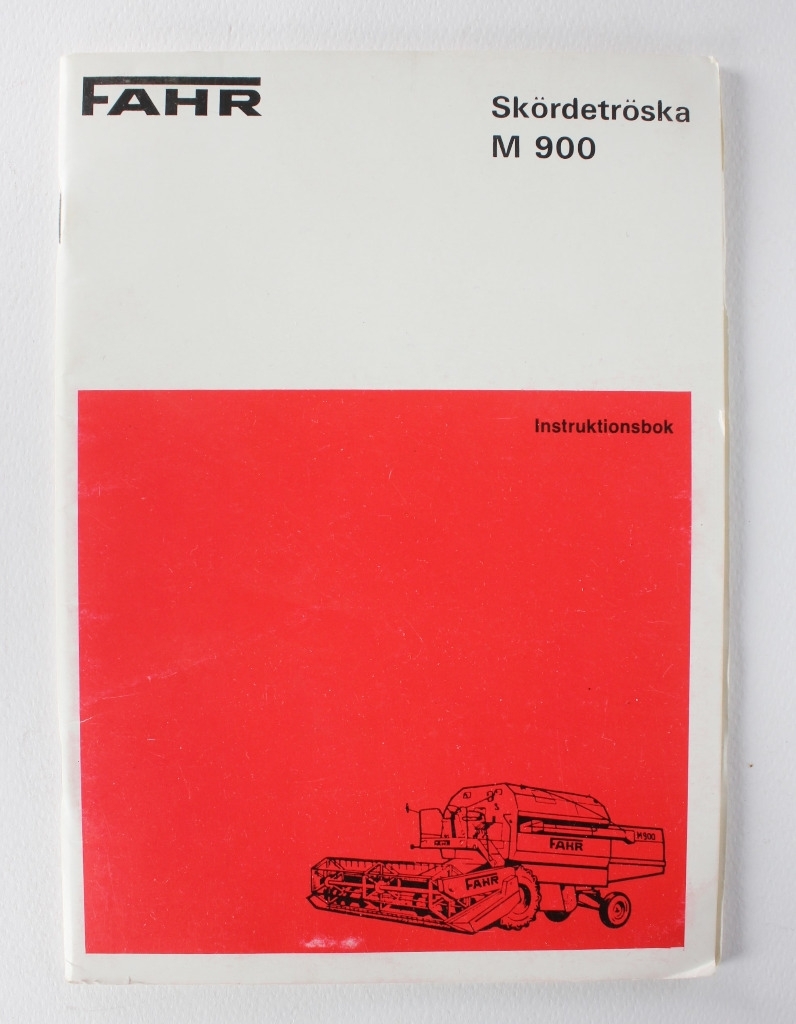 FAHR
Skördetröska
M 900
Instruktionsbok
M900
FAHR
FAHR